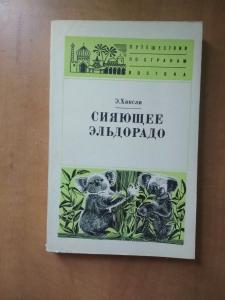 ПУТЕШЕСТВИЯ
ПО СТРАНАМ
ВОСТОКА
Э.Хаксли
СИЯЮЩЕЕ
ЭЛЬДОРАДО